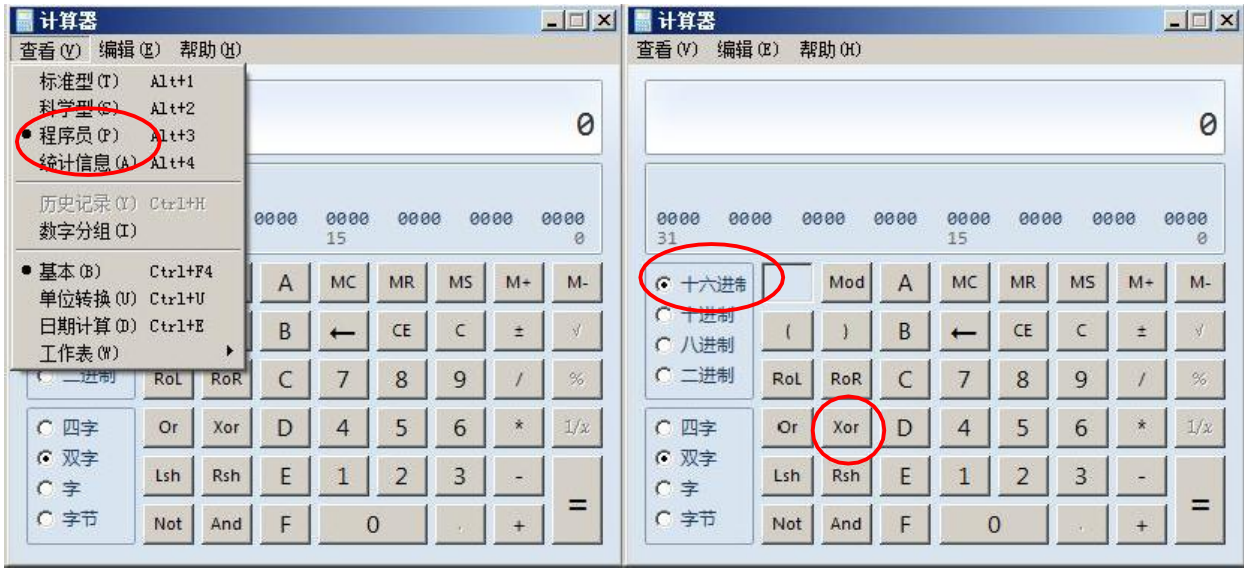 计算器
查看(V) 编辑(E) 帮助(H)
标准型(T) Alt+1
科学型(S) Alt+2
程序员(P) Alt+3
统计信息(A) Alt+4
历史记录(Y) Ctrl+H
数字分组(I)
基本(B) Ctrl+F4
单位转换(U) Ctrl+U
日期计算(D) Ctrl+E
工作表(W)
0
0000 0000 0000 0000 0000
15 0
A MC MR MS M+ M-
B ← CE C ± √
二进制 RoL RoR C 7 8 9 / %
四字 Or Xor D 4 5 6 * 1/x
双字 Lsh Rsh E 1 2 3 - =
字
字节 Not And F 0 . +
计算器
查看(V) 编辑(E) 帮助(H)
0
0000 0000 0000 0000 0000 0000 0000 0000
31 15 0
十六进制 Mod A MC MR MS M+ M-
十进制
八进制 ( ) B ← CE C ± √
二进制 RoL RoR C 7 8 9 / %
四字 Or Xor D 4 5 6 * 1/x
双字 Lsh Rsh E 1 2 3 - =
字
字节 Not And F 0 . +